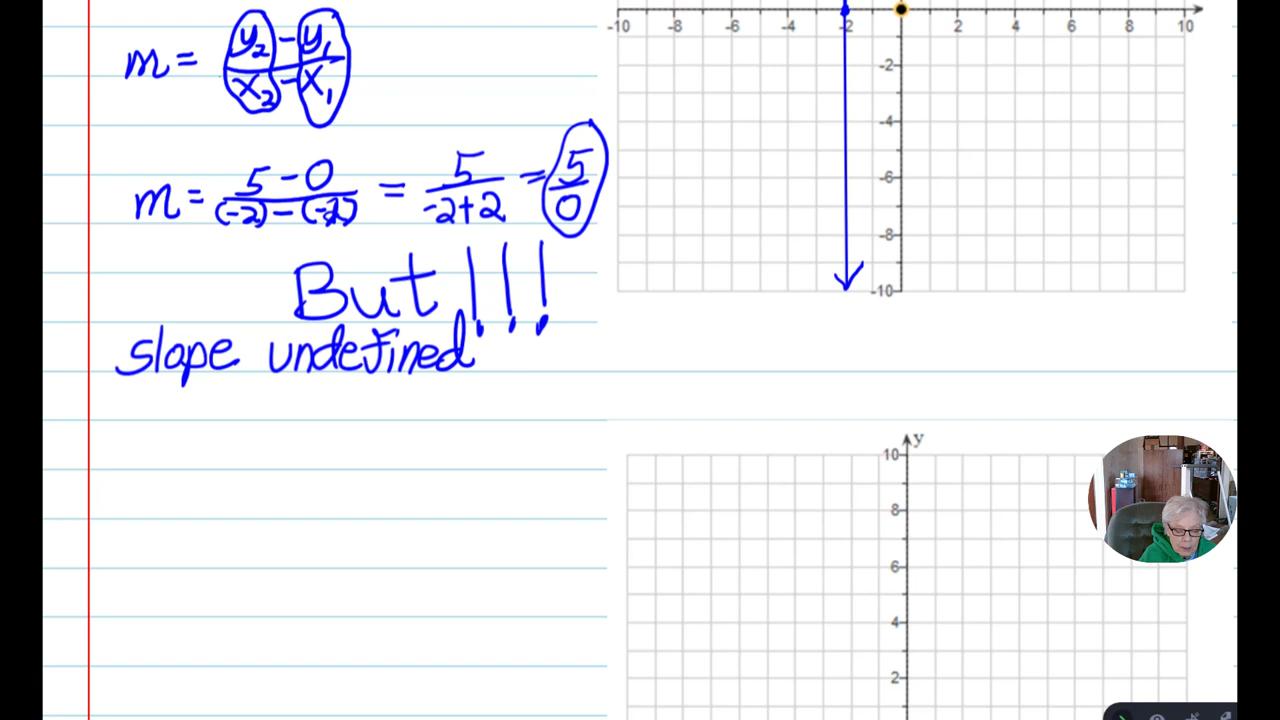 m = y₂ - y₁ / x₂ - x₁
m = 5 - 0 / (-2) - (-2) = 5 / -2 + 2 = 5 / 0
But !!!
slope undefined
-10 -8 -6 -4 -2 2 4 6 8 10
-2
-4
-6
-8
-10
y
10
8
6
4
2